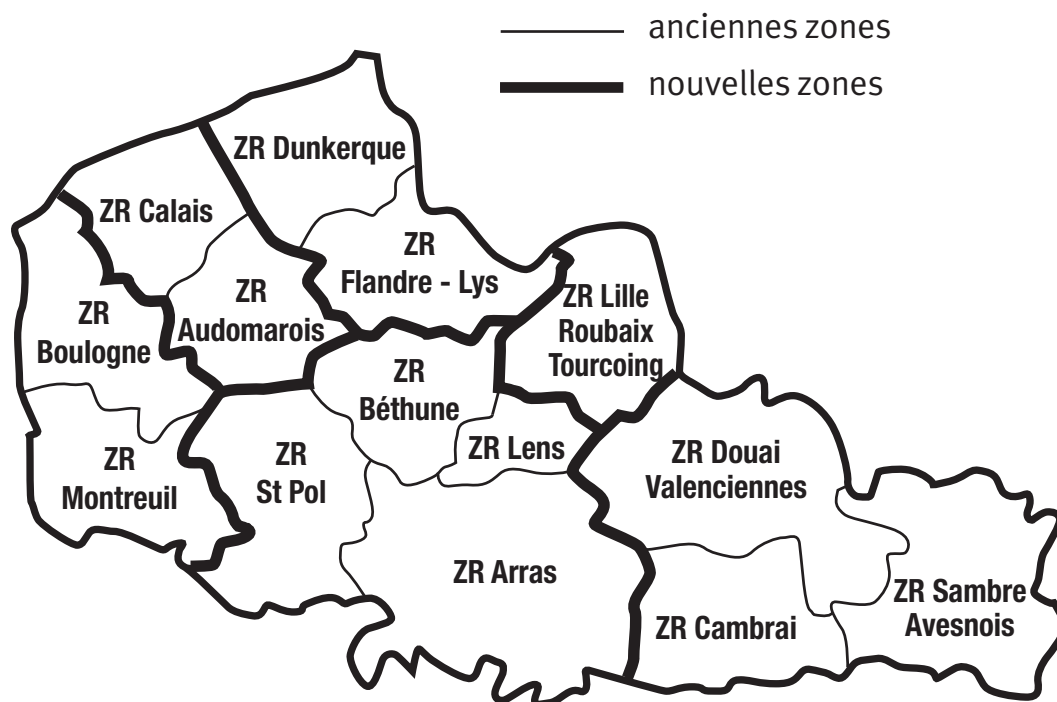 anciennes zones
nouvelles zones
ZR Dunkerque
ZR Calais
ZR
Flandre - Lys
ZR
Audomarois
ZR Lille
Roubaix
Tourcoing
ZR
Boulogne
ZR
Béthune
ZR Lens
ZR
Montreuil
ZR
St Pol
ZR Douai
Valenciennes
ZR Arras
ZR Cambrai
ZR Sambre
Avesnois